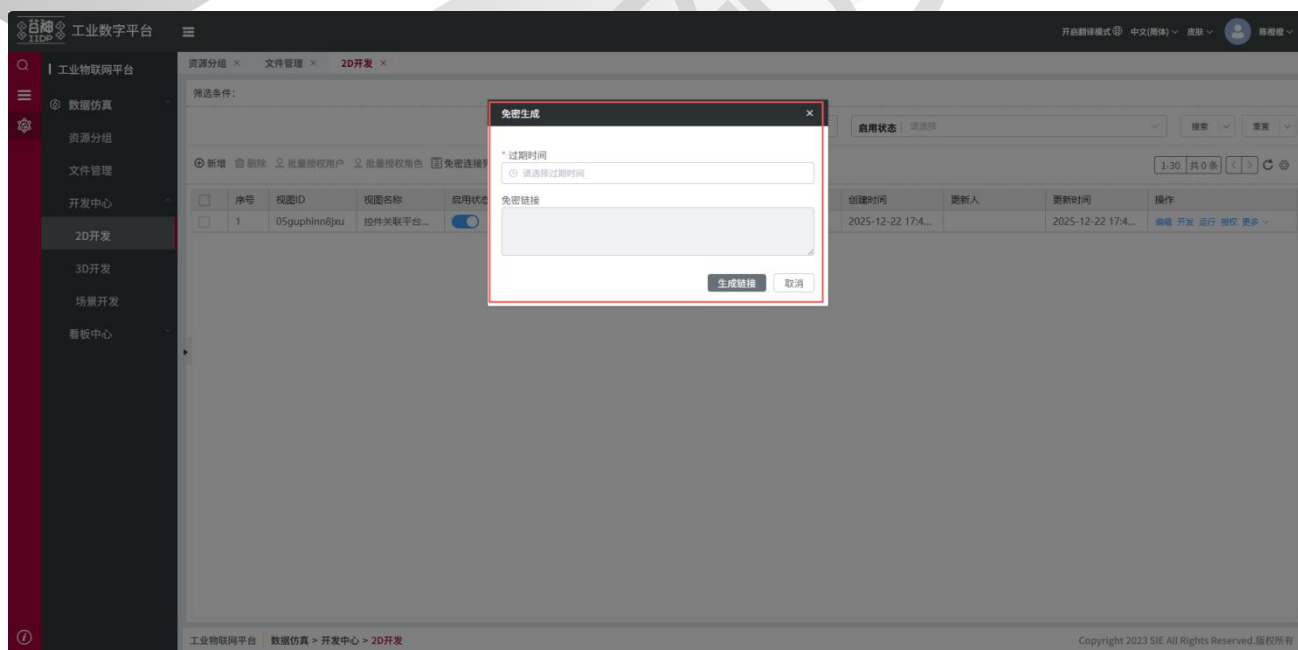 谷神 IIDP 工业数字平台
开启翻译模式 中文(简体) 皮肤 陈橙橙
工业物联网平台
资源分组 × 文件管理 × 2D开发 ×
数据仿真
资源分组
文件管理
开发中心
2D开发
3D开发
场景开发
看板中心
筛选条件:
启用状态 请选择
搜索 重置
新增 删除 批量授权用户 批量授权角色 免密连接
1-30 共0条
序号 视图ID 视图名称 启用状态 创建时间 更新人 更新时间 操作
1 05guphlnn8jxu 控件关联平台... 2025-12-22 17:4... 2025-12-22 17:4... 编辑 开发 运行 授权 更多
免密生成 ×
* 过期时间
请选择过期时间
免密链接
生成链接 取消
工业物联网平台 数据仿真 > 开发中心 > 2D开发
Copyright 2023 SIE All Rights Reserved.版权所有